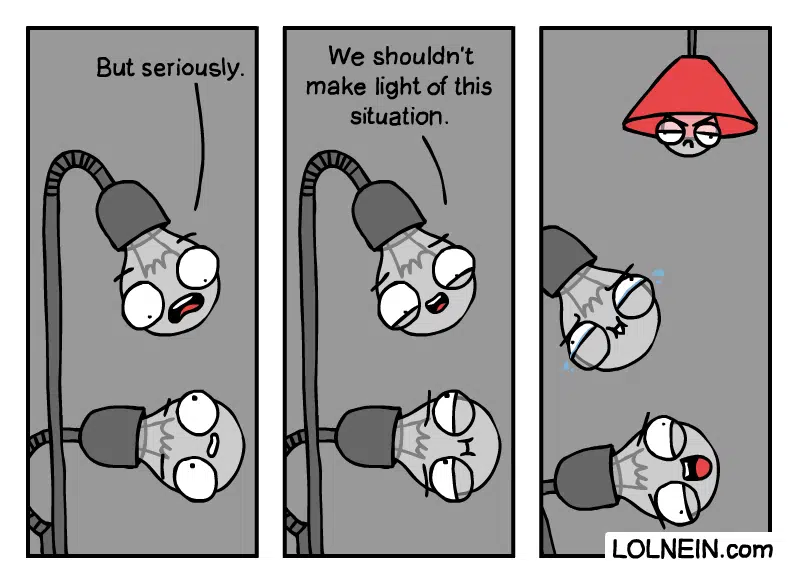 But seriously.
We shouldn't
make light of this
situation.
LOLNEIN.com